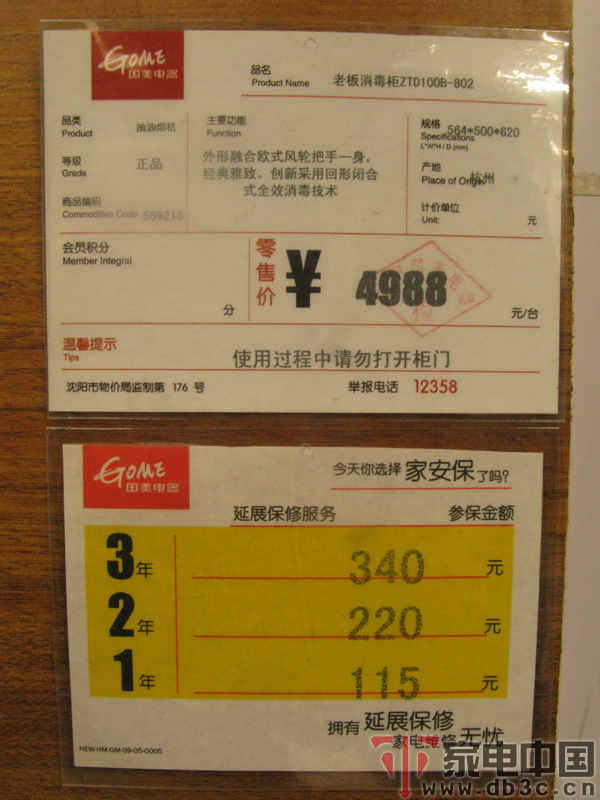 GOME
国美电器
品名
Product Name
老板消毒柜ZTD100B-802
品类
Product
抽油烟机
主要功能
Function
规格
Specifications
L*W*H / D (mm)
564*500*620
等级
Grade
正品
外形融合欧式风轮把手一身,
经典雅致。创新采用回形闭合
式全效消毒技术
产地
Place of Origin
杭州
商品编码
Commodities Code
559216
计价单位
Unit:
元
会员积分
Member Integral
分
零售价
¥
4988
元/台
温馨提示
Tips
使用过程中请勿打开柜门
沈阳市物价局监制第 176 号
举报电话 12358
GOME
国美电器
今天你选择 家安保 了吗?
延展保修服务
参保金额
3年 340 元
2年 220 元
1年 115 元
拥有 延展保修
家电维修 无忧
NEW-HM-GM-09-05-0005
家电中国
www.db3c.cn